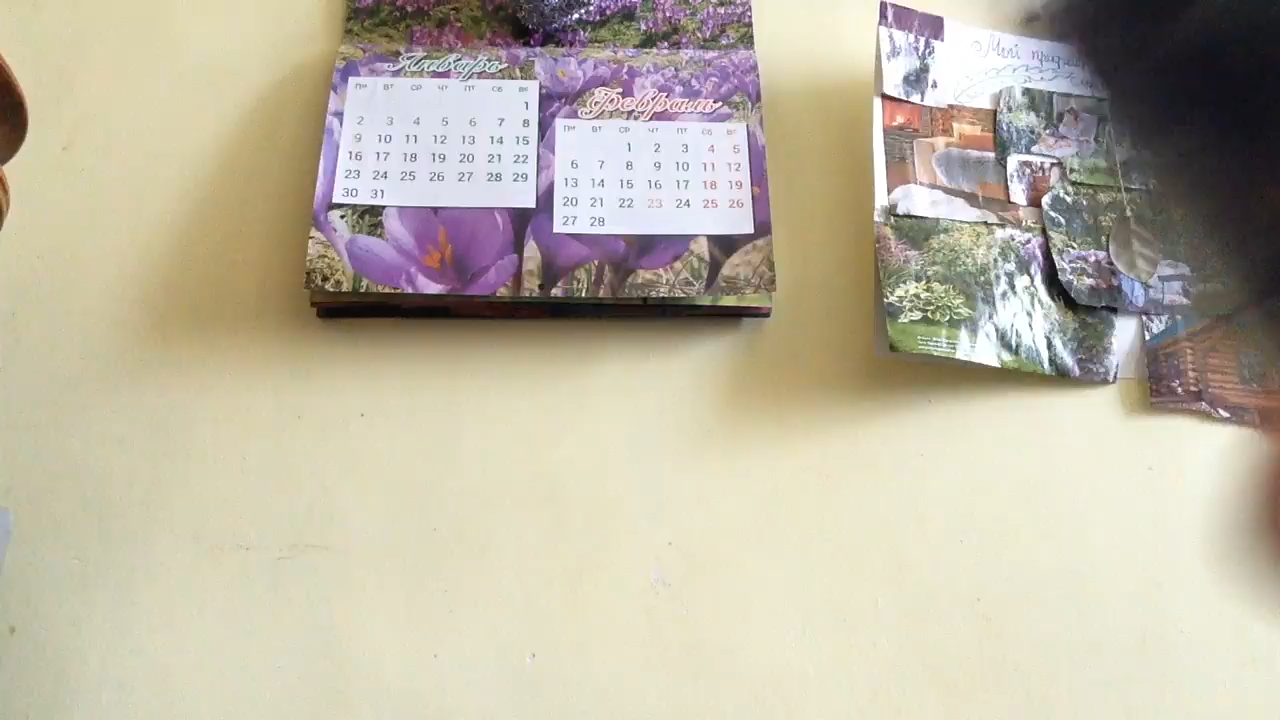 Январь
ПН ВТ СР ЧТ ПТ СБ ВС
1
2 3 4 5 6 7 8
9 10 11 12 13 14 15
16 17 18 19 20 21 22
23 24 25 26 27 28 29
30 31
Февраль
ПН ВТ СР ЧТ ПТ СБ ВС
1 2 3 4 5
6 7 8 9 10 11 12
13 14 15 16 17 18 19
20 21 22 23 24 25 26
27 28